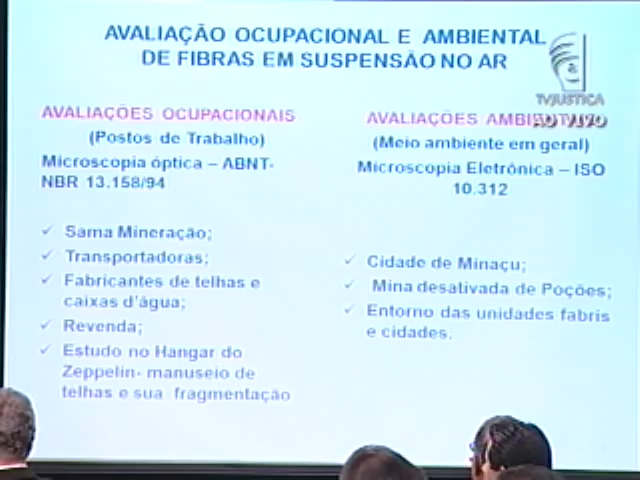 AVALIAÇÃO OCUPACIONAL E AMBIENTAL
DE FIBRAS EM SUSPENSÃO NO AR
TVJUSTIÇA
AO VIVO
AVALIAÇÕES OCUPACIONAIS
(Postos de Trabalho)
Microscopia óptica – ABNT-
NBR 13.158/94
✓ Sama Mineração;
✓ Transportadoras;
✓ Fabricantes de telhas e
caixas d'água;
✓ Revenda;
✓ Estudo no Hangar do
Zeppelin- manuseio de
telhas e sua fragmentação
AVALIAÇÕES
(Meio ambiente em geral)
Microscopia Eletrônica – ISO
10.312
✓ Cidade de Minaçu;
✓ Mina desativada de Poções;
✓ Entorno das unidades fabris
e cidades.